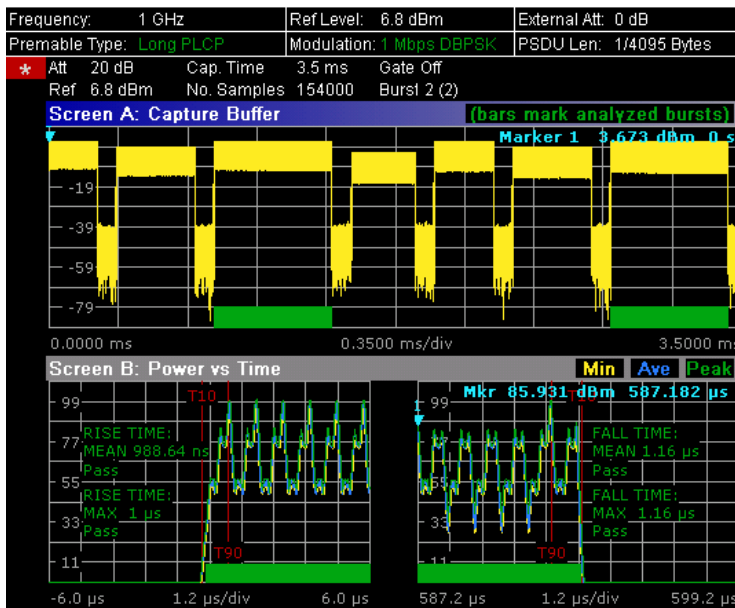 Frequency: 1 GHz Ref Level: 6.8 dBm External Att: 0 dB
Premable Type: Long PLCP Modulation: 1 Mbps DBPSK PSDU Len: 1/4095 Bytes
* Att 20 dB Cap. Time 3.5 ms Gate Off
Ref 6.8 dBm No. Samples 154000 Burst 2 (2)
Screen A: Capture Buffer (bars mark analyzed bursts)
Marker 1 3.673 dBm 0 s
-19
-39
-59
-79
0.0000 ms 0.3500 ms/div 3.5000 ms
Screen B: Power vs Time Min Ave Peak
Mkr 85.931 dBm 587.182 µs
99
77
55
33
11
T10
RISE TIME:
MEAN 988.64 ns
Pass
RISE TIME:
MAX 1 µs
Pass
T90
-6.0 µs 1.2 µs/div 6.0 µs
99
77
55
33
11
1
T10
FALL TIME:
MEAN 1.16 µs
Pass
FALL TIME:
MAX 1.16 µs
Pass
T90
587.2 µs 1.2 µs/div 599.2 µs